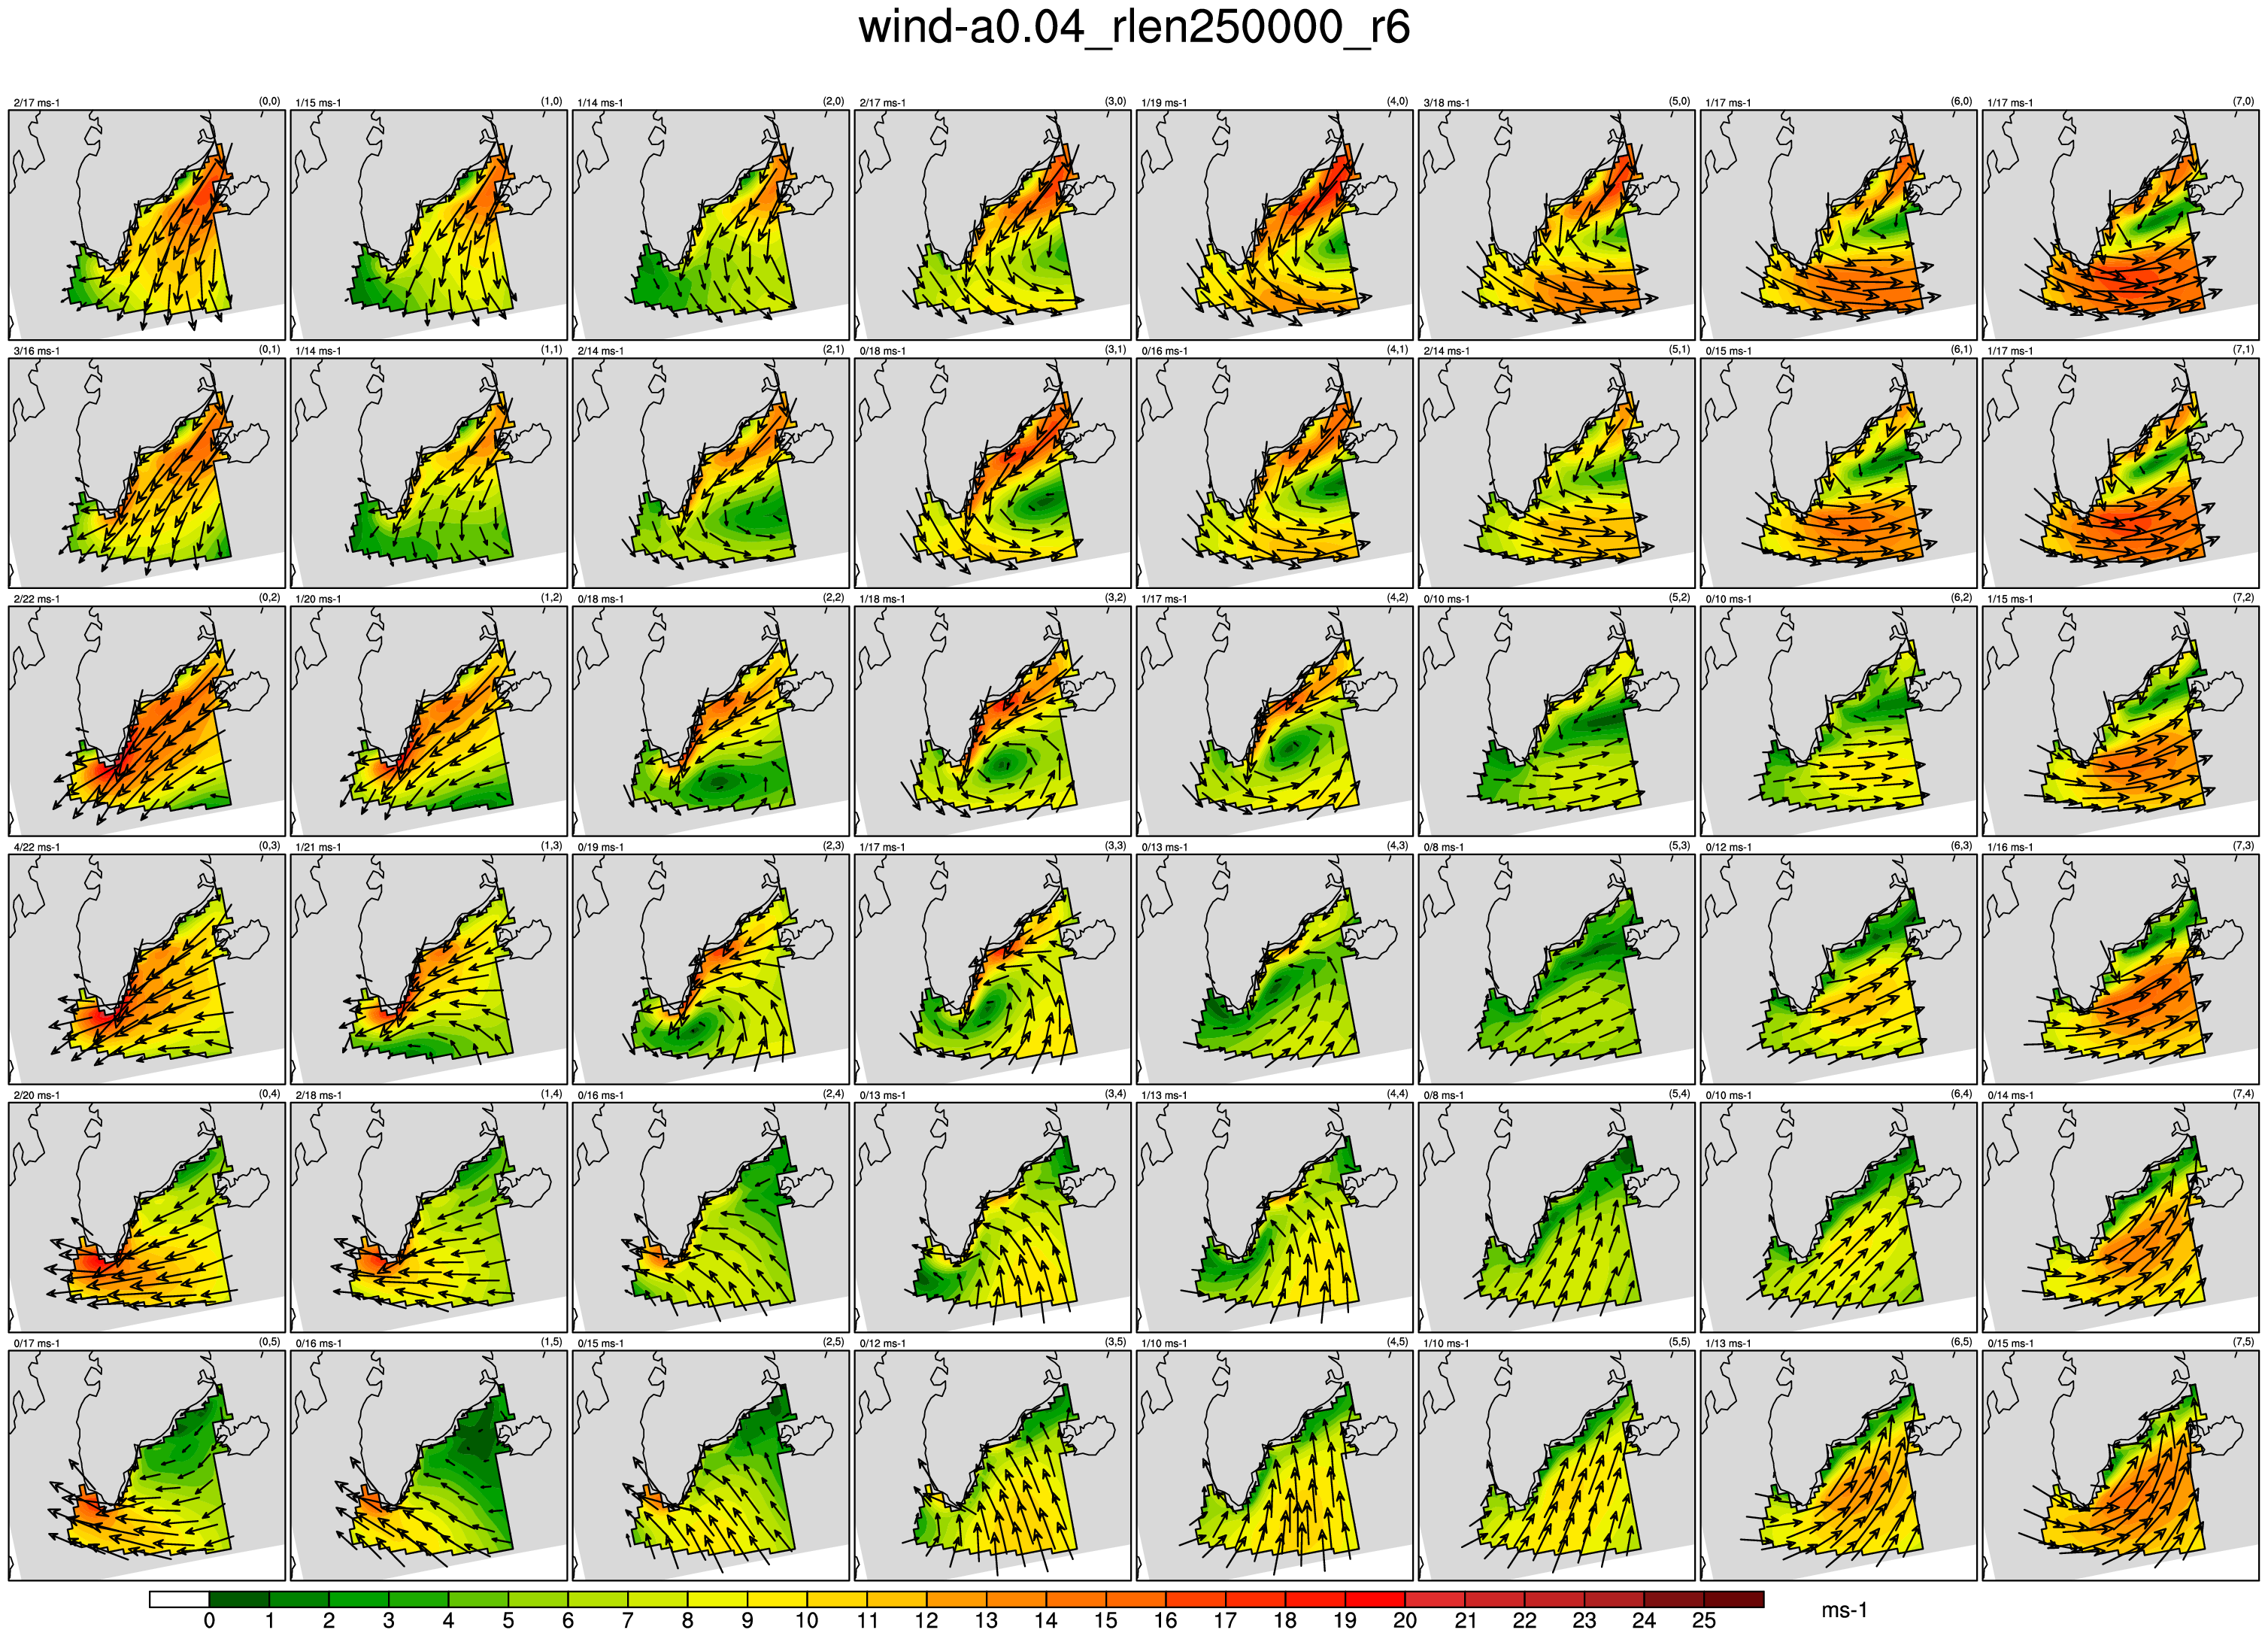 wind-a0.04_rlen250000_r6
2/17 ms-1 (0,0) 1/15 ms-1 (1,0) 1/14 ms-1 (2,0) 2/17 ms-1 (3,0) 1/19 ms-1 (4,0) 3/18 ms-1 (5,0) 1/17 ms-1 (6,0) 1/17 ms-1 (7,0)
3/16 ms-1 (0,1) 1/14 ms-1 (1,1) 2/14 ms-1 (2,1) 0/18 ms-1 (3,1) 0/16 ms-1 (4,1) 2/14 ms-1 (5,1) 0/15 ms-1 (6,1) 1/17 ms-1 (7,1)
2/22 ms-1 (0,2) 1/20 ms-1 (1,2) 0/18 ms-1 (2,2) 1/18 ms-1 (3,2) 1/17 ms-1 (4,2) 0/10 ms-1 (5,2) 0/10 ms-1 (6,2) 1/15 ms-1 (7,2)
4/22 ms-1 (0,3) 1/21 ms-1 (1,3) 0/19 ms-1 (2,3) 1/17 ms-1 (3,3) 0/13 ms-1 (4,3) 0/8 ms-1 (5,3) 0/12 ms-1 (6,3) 1/16 ms-1 (7,3)
2/20 ms-1 (0,4) 2/18 ms-1 (1,4) 0/16 ms-1 (2,4) 0/13 ms-1 (3,4) 1/13 ms-1 (4,4) 0/8 ms-1 (5,4) 0/10 ms-1 (6,4) 0/14 ms-1 (7,4)
0/17 ms-1 (0,5) 0/16 ms-1 (1,5) 0/15 ms-1 (2,5) 0/12 ms-1 (3,5) 1/10 ms-1 (4,5) 1/10 ms-1 (5,5) 1/13 ms-1 (6,5) 0/15 ms-1 (7,5)
0 1 2 3 4 5 6 7 8 9 10 11 12 13 14 15 16 17 18 19 20 21 22 23 24 25 ms-1